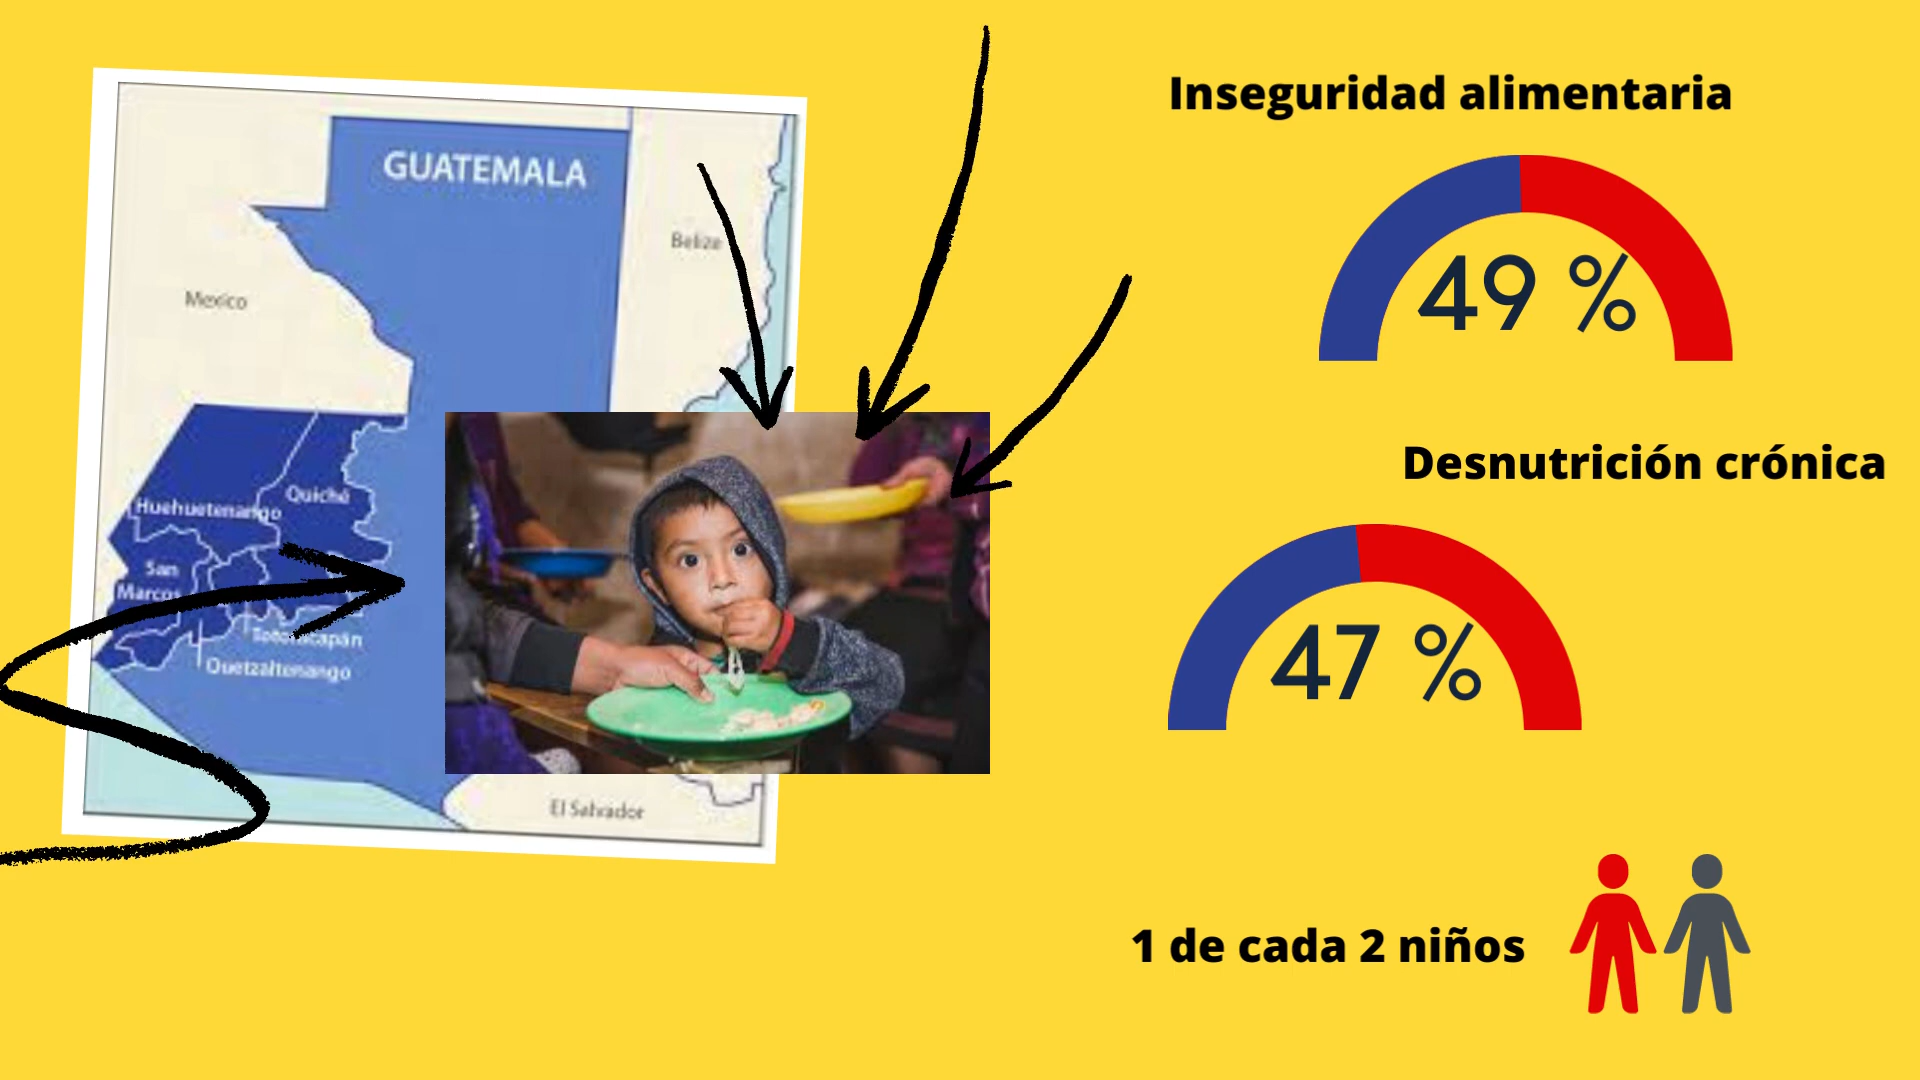 GUATEMALA
Belize
Mexico
Quiché
Huehuetenango
San
Marcos
Totonicapán
Quetzaltenango
El Salvador
Inseguridad alimentaria
49 %
Desnutrición crónica
47 %
1 de cada 2 niños